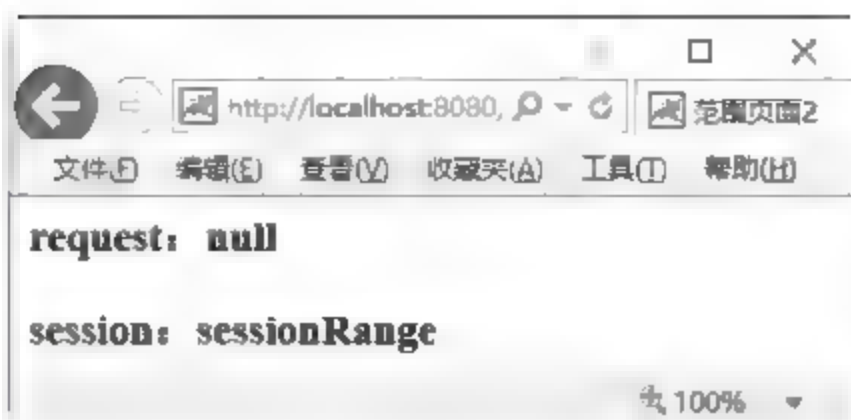 http://localhost:8080, 范围页面2
文件(F) 编辑(E) 查看(V) 收藏夹(A) 工具(T) 帮助(H)
request：null
session：sessionRange
100%